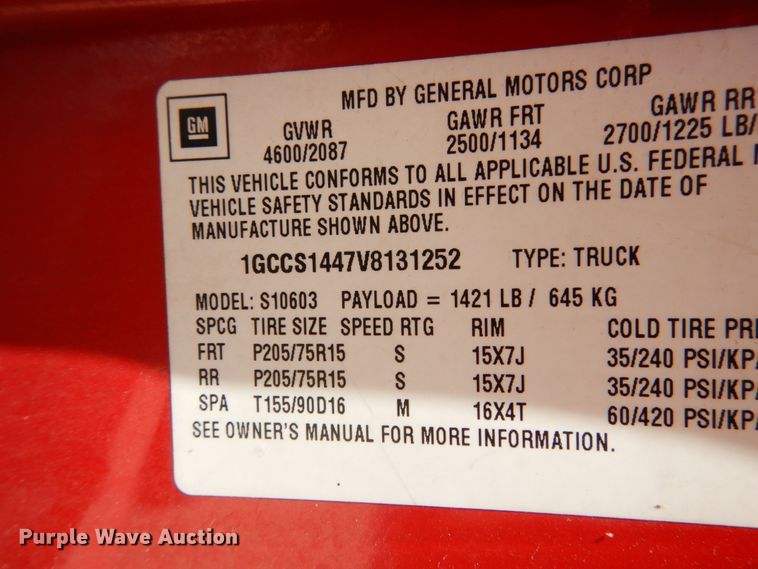 MFD BY GENERAL MOTORS CORP
GM
GVWR GAWR FRT GAWR RR
4600/2087 2500/1134 2700/1225 LB/
THIS VEHICLE CONFORMS TO ALL APPLICABLE U.S. FEDERAL
VEHICLE SAFETY STANDARDS IN EFFECT ON THE DATE OF
MANUFACTURE SHOWN ABOVE.
1GCCS1447V8131252 TYPE: TRUCK
MODEL: S10603 PAYLOAD = 1421 LB / 645 KG
SPCG TIRE SIZE SPEED RTG RIM COLD TIRE PRE
FRT P205/75R15 S 15X7J 35/240 PSI/KPA
RR P205/75R15 S 15X7J 35/240 PSI/KPA
SPA T155/90D16 M 16X4T 60/420 PSI/KPA
SEE OWNER'S MANUAL FOR MORE INFORMATION.
Purple Wave Auction